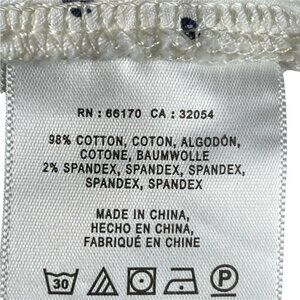 RN : 66170 CA : 32054
98% COTTON, COTON, ALGODÓN,
COTONE, BAUMWOLLE
2% SPANDEX, SPANDEX, SPANDEX,
SPANDEX, SPANDEX
MADE IN CHINA,
HECHO EN CHINA,
FABRIQUÉ EN CHINE
30 P